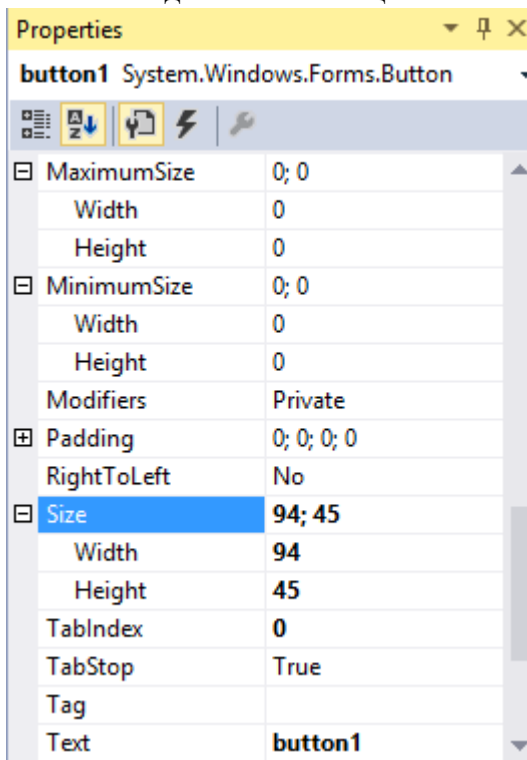 Properties
button1 System.Windows.Forms.Button
MaximumSize 0; 0
Width 0
Height 0
MinimumSize 0; 0
Width 0
Height 0
Modifiers Private
Padding 0; 0; 0; 0
RightToLeft No
Size 94; 45
Width 94
Height 45
TabIndex 0
TabStop True
Tag
Text button1